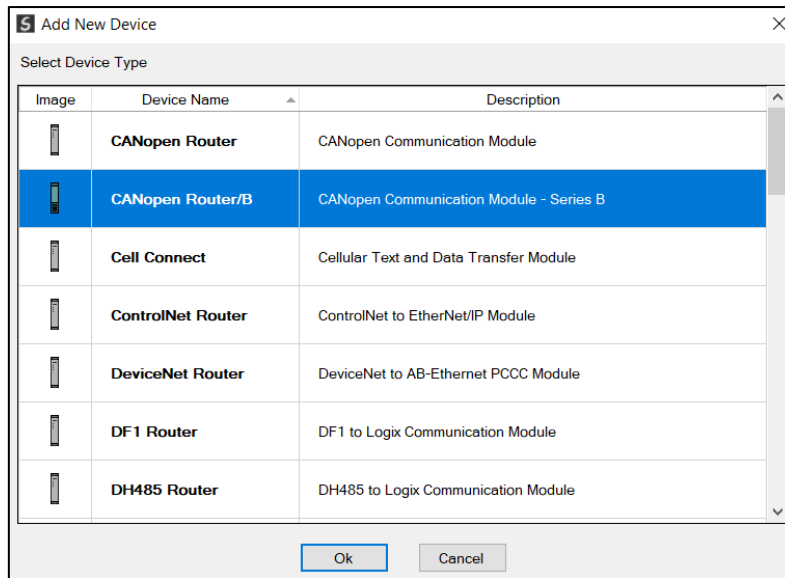 S Add New Device
Select Device Type
Image Device Name Description
CANopen Router CANopen Communication Module
CANopen Router/B CANopen Communication Module - Series B
Cell Connect Cellular Text and Data Transfer Module
ControlNet Router ControlNet to EtherNet/IP Module
DeviceNet Router DeviceNet to AB-Ethernet PCCC Module
DF1 Router DF1 to Logix Communication Module
DH485 Router DH485 to Logix Communication Module
Ok Cancel